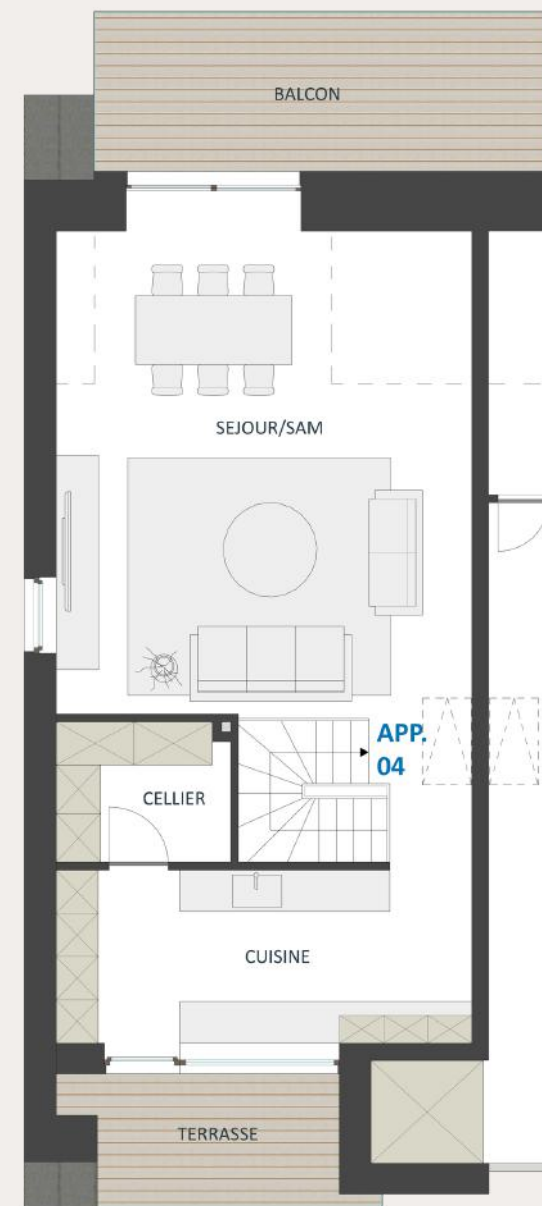 BALCON
SEJOUR/SAM
APP.
04
CELLIER
CUISINE
TERRASSE